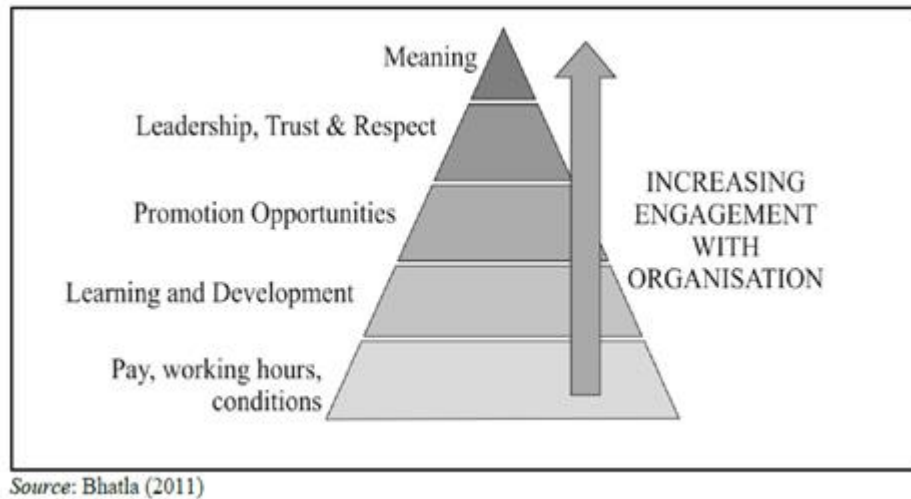 Meaning
Leadership, Trust & Respect
Promotion Opportunities
Learning and Development
Pay, working hours,
conditions
INCREASING
ENGAGEMENT
WITH
ORGANISATION
Source: Bhatla (2011)